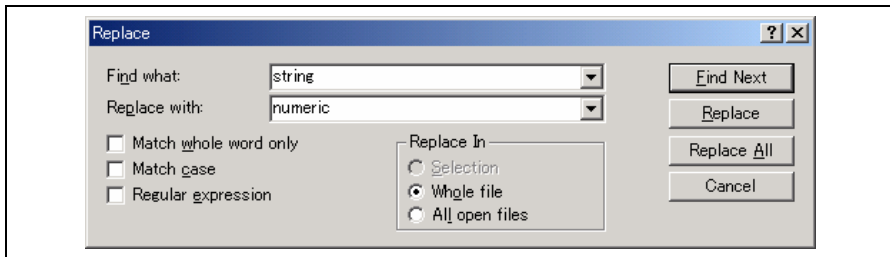 Replace
Find what: string Find Next
Replace with: numeric Replace
Match whole word only Replace In Replace All
Match case Selection Cancel
Regular expression Whole file
All open files